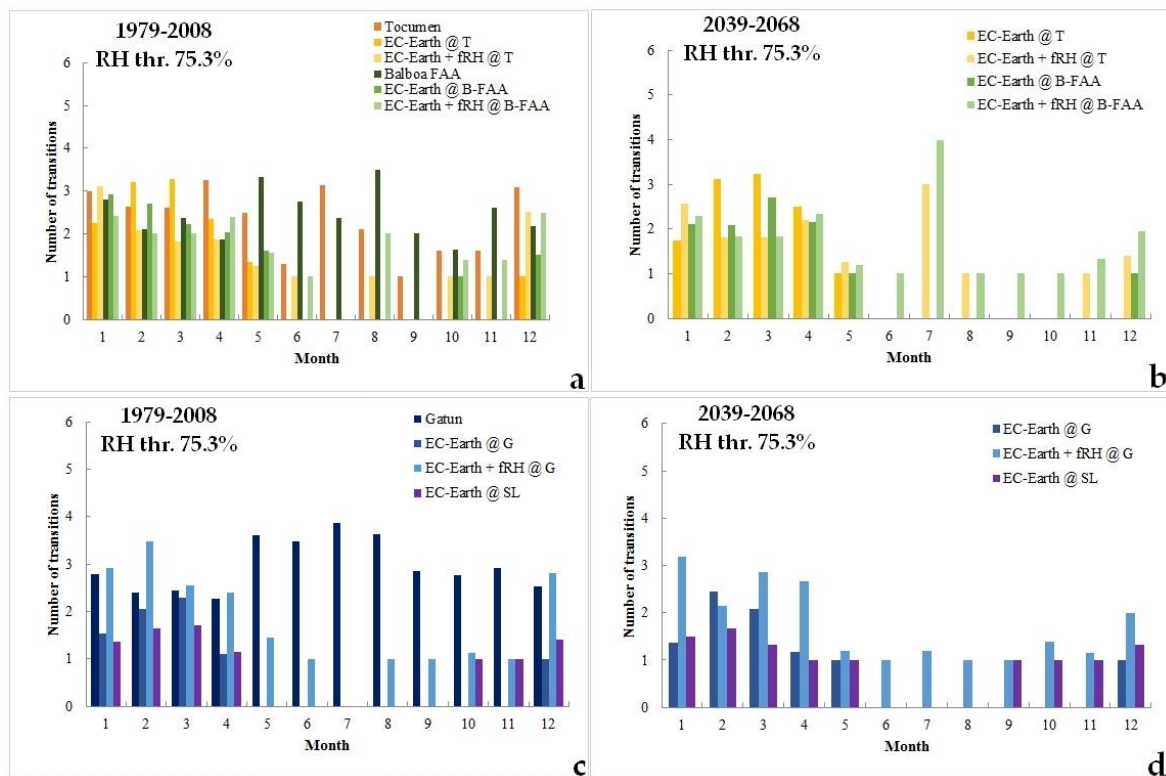 1979-2008
RH thr. 75.3%
Tocumen
EC-Earth @ T
EC-Earth + fRH @ T
Balboa FAA
EC-Earth @ B-FAA
EC-Earth + fRH @ B-FAA
Number of transitions
6
5
4
3
2
1
0
1 2 3 4 5 6 7 8 9 10 11 12
Month
a
2039-2068
RH thr. 75.3%
EC-Earth @ T
EC-Earth + fRH @ T
EC-Earth @ B-FAA
EC-Earth + fRH @ B-FAA
Number of transitions
6
5
4
3
2
1
0
1 2 3 4 5 6 7 8 9 10 11 12
Month
b
1979-2008
RH thr. 75.3%
Gatun
EC-Earth @ G
EC-Earth + fRH @ G
EC-Earth @ SL
Number of transitions
6
5
4
3
2
1
0
1 2 3 4 5 6 7 8 9 10 11 12
Month
c
2039-2068
RH thr. 75.3%
EC-Earth @ G
EC-Earth + fRH @ G
EC-Earth @ SL
Number of transitions
6
5
4
3
2
1
0
1 2 3 4 5 6 7 8 9 10 11 12
Month
d